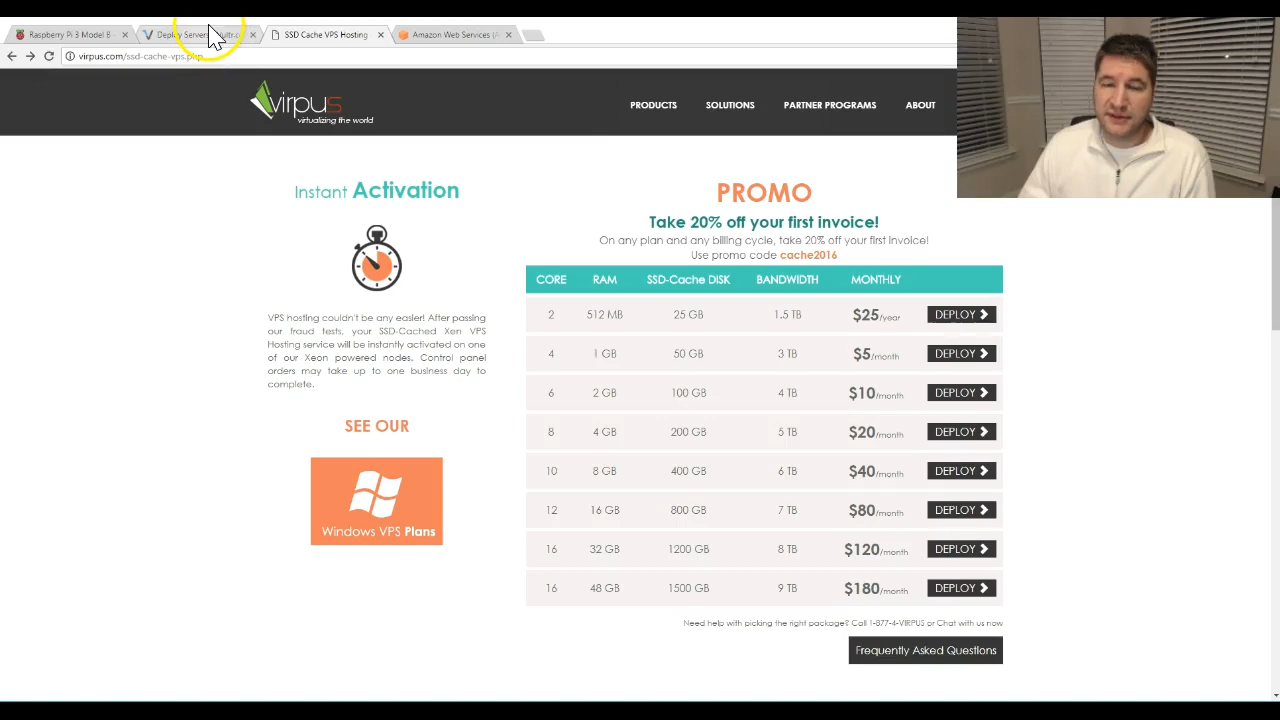 Raspberry Pi 3 Model B -
Deploy Servers
SSD Cache VPS Hosting
Amazon Web Services (A
virpus.com/ssd-cache-vps.php
virpus
virtualizing the world
PRODUCTS SOLUTIONS PARTNER PROGRAMS ABOUT
Instant Activation
VPS hosting couldn't be any easier! After passing
our fraud tests, your SSD-Cached Xen VPS
Hosting service will be instantly activated on one
of our Xeon powered nodes. Control panel
orders may take up to one business day to
complete.
SEE OUR
Windows VPS Plans
PROMO
Take 20% off your first invoice!
On any plan and any billing cycle, take 20% off your first invoice!
Use promo code cache2016
CORE RAM SSD-Cache DISK BANDWIDTH MONTHLY
2 512 MB 25 GB 1.5 TB $25/year DEPLOY
4 1 GB 50 GB 3 TB $5/month DEPLOY
6 2 GB 100 GB 4 TB $10/month DEPLOY
8 4 GB 200 GB 5 TB $20/month DEPLOY
10 8 GB 400 GB 6 TB $40/month DEPLOY
12 16 GB 800 GB 7 TB $80/month DEPLOY
16 32 GB 1200 GB 8 TB $120/month DEPLOY
16 48 GB 1500 GB 9 TB $180/month DEPLOY
Need help with picking the right package? Call 1-877-4-VIRPUS or Chat with us now
Frequently Asked Questions